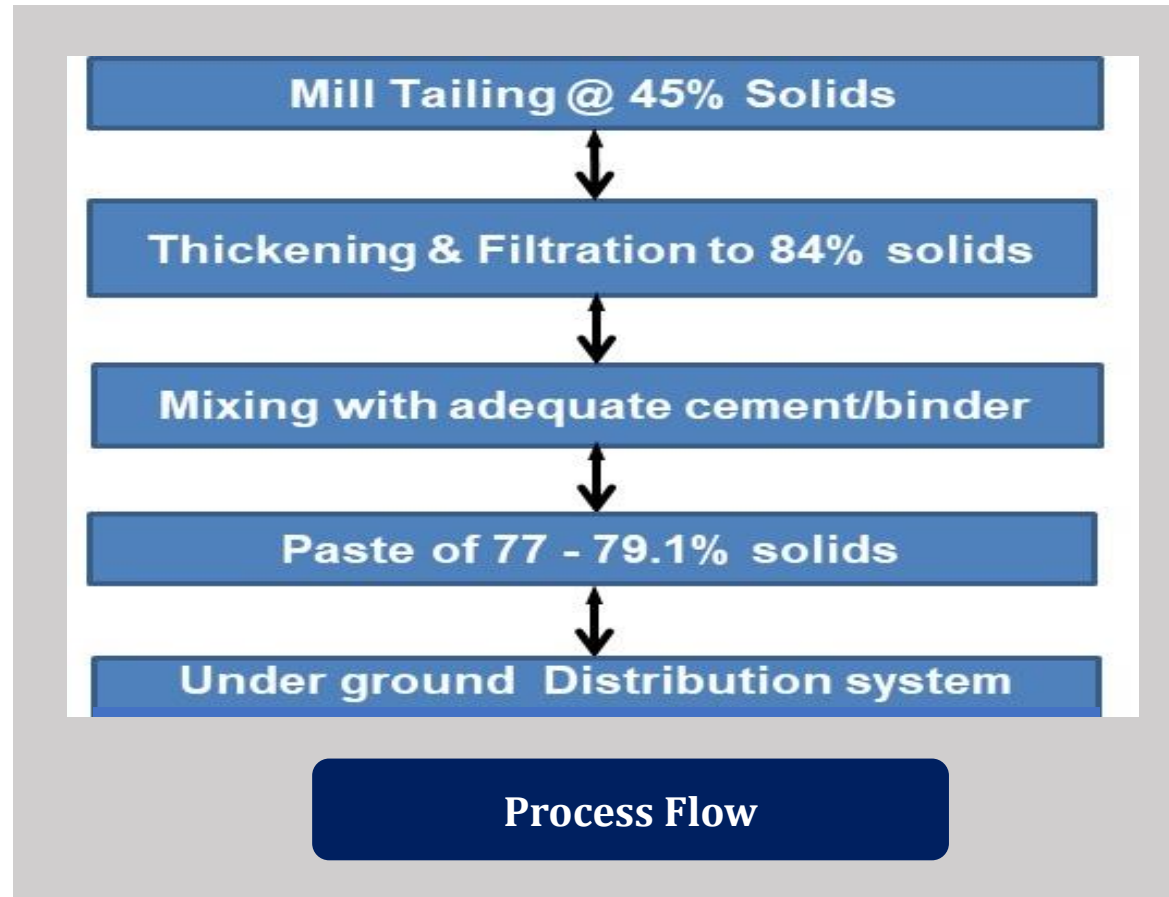 Mill Tailing @ 45% Solids
Thickening & Filtration to 84% solids
Mixing with adequate cement/binder
Paste of 77 - 79.1% solids
Under ground Distribution system
Process Flow